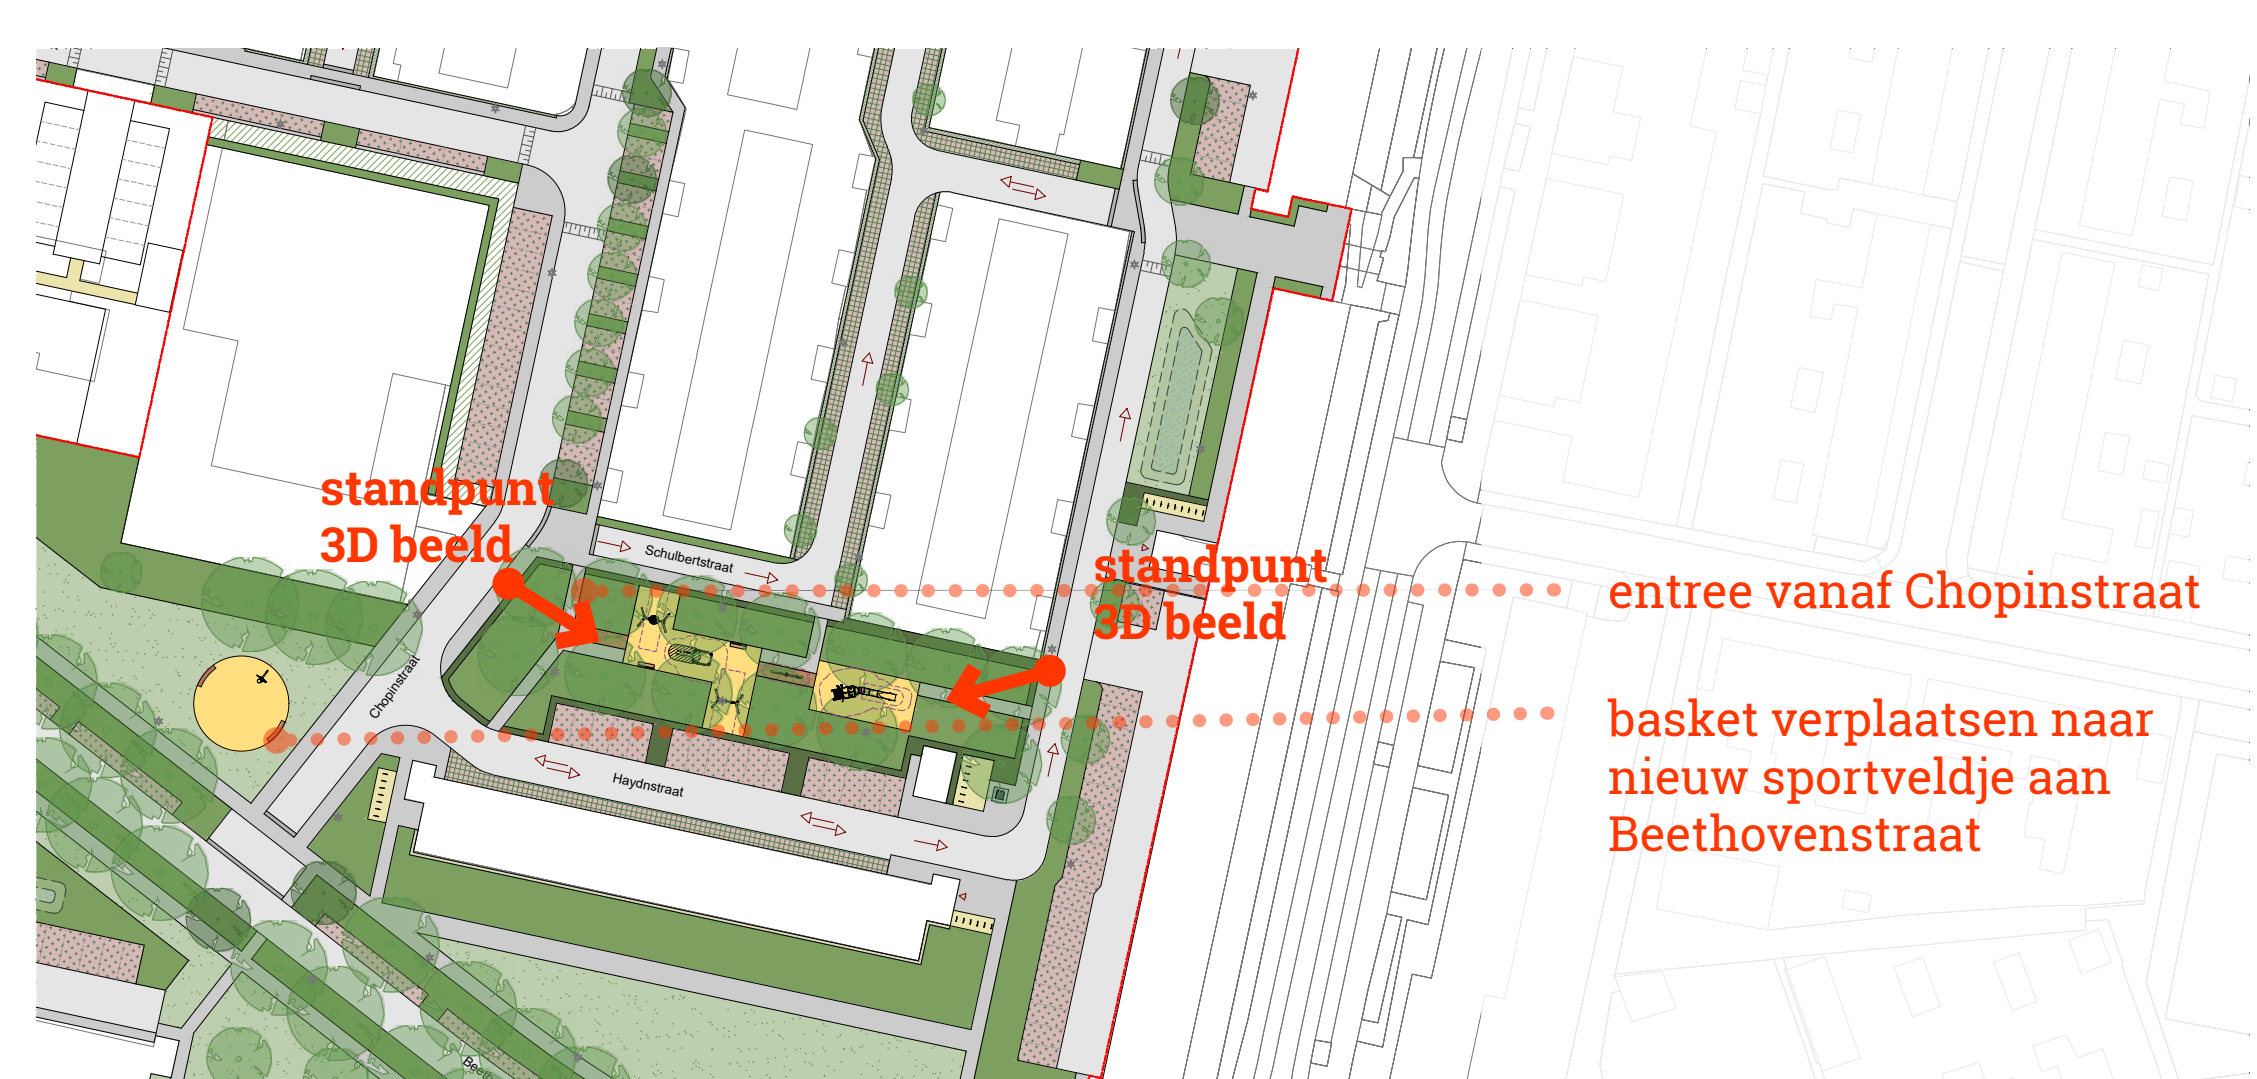 standpunt
3D beeld
Schulbertstraat
standpunt
3D beeld
entree vanaf Chopinstraat
Chopinstraat
basket verplaatsen naar
nieuw sportveldje aan
Beethovenstraat
Haydnstraat
Beeth